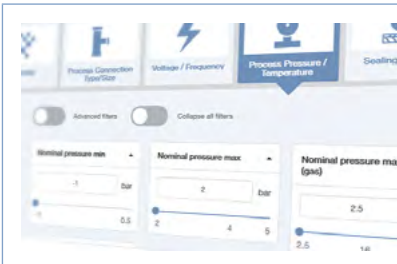 Process Connection
Type/Size
Voltage / Frequency
Process Pressure /
Temperature
Sealing
Advanced filters
Collapse all filters
Nominal pressure min
-1
bar
-1
0.5
Nominal pressure max
2
bar
2
4
5
Nominal pressure ma
(gas)
2.5
2.5
16